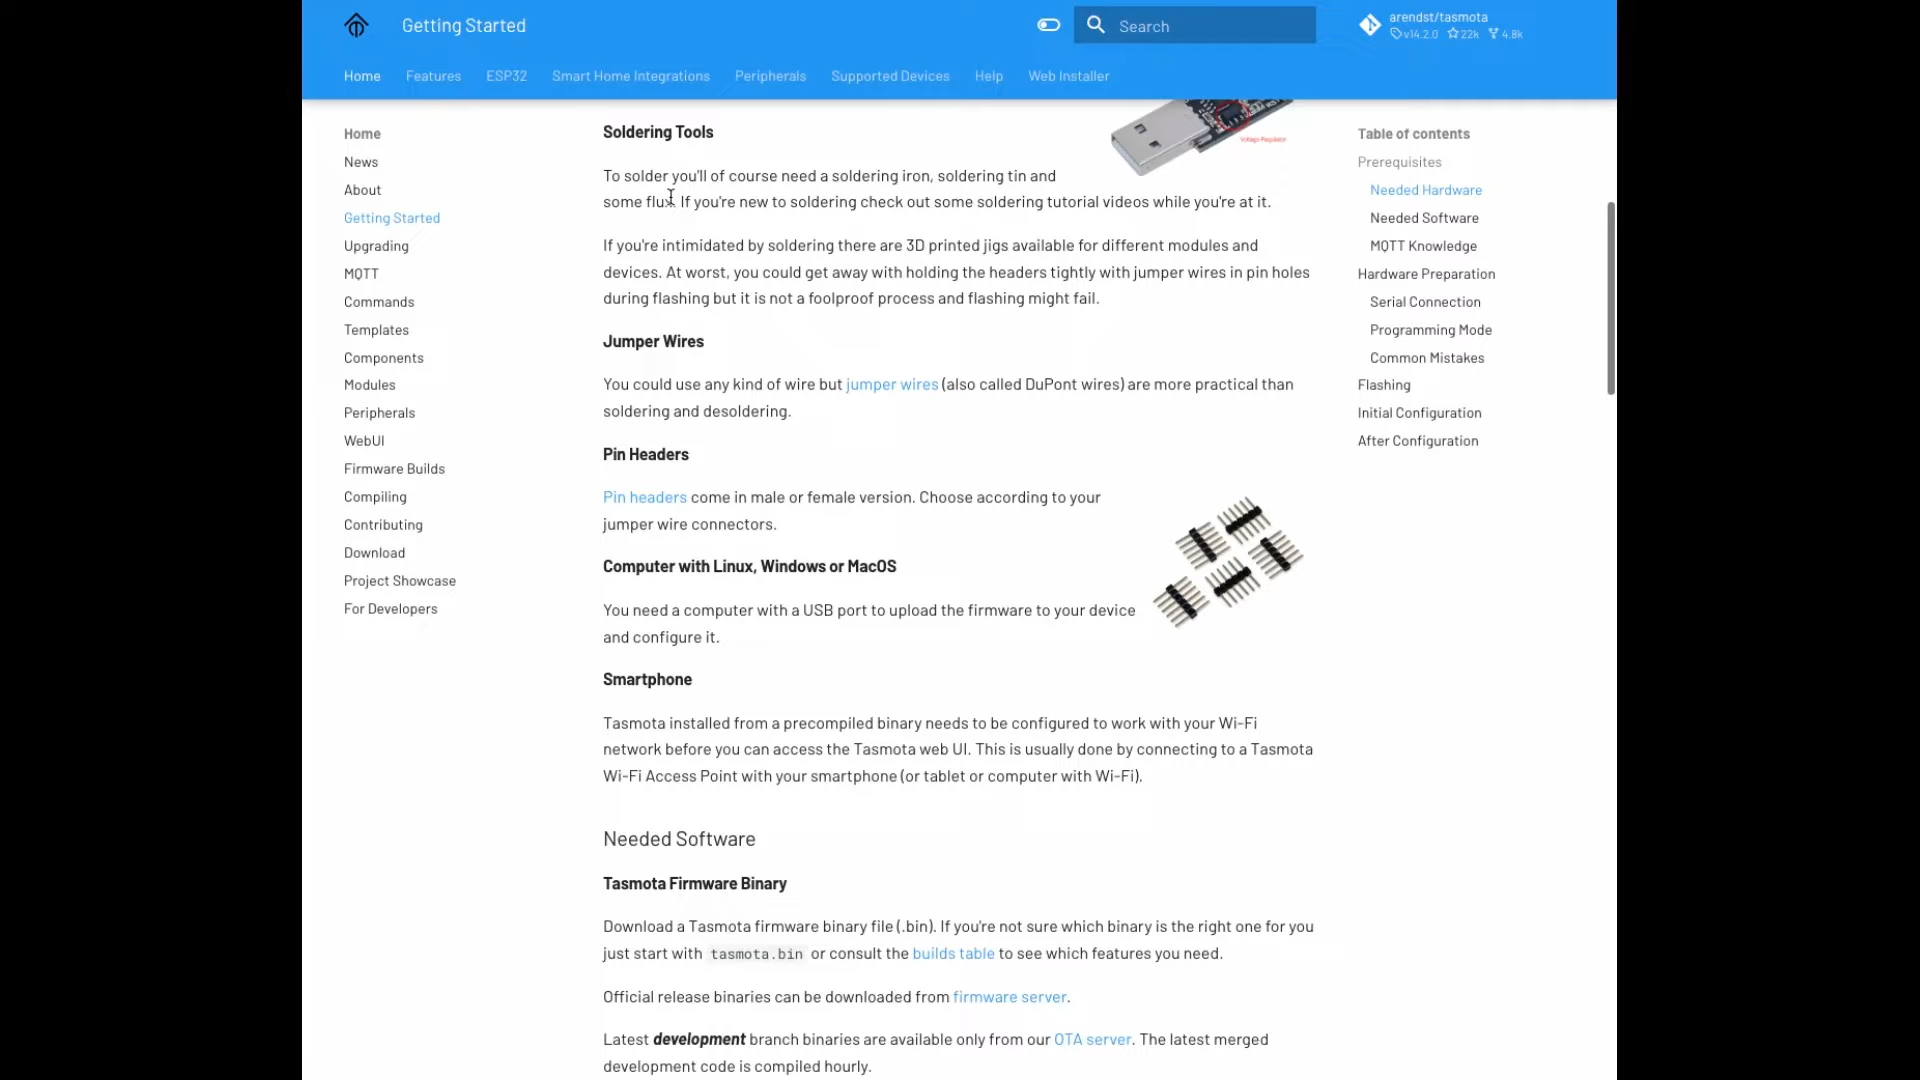 Getting Started
Search
arendst/tasmota
v14.2.0 22k 4.8k
Home Features ESP32 Smart Home Integrations Peripherals Supported Devices Help Web Installer
Home
News
About
Getting Started
Upgrading
MQTT
Commands
Templates
Components
Modules
Peripherals
WebUI
Firmware Builds
Compiling
Contributing
Download
Project Showcase
For Developers
Voltage Regulator
Soldering Tools
To solder you'll of course need a soldering iron, soldering tin and
some flux. If you're new to soldering check out some soldering tutorial videos while you're at it.
If you're intimidated by soldering there are 3D printed jigs available for different modules and
devices. At worst, you could get away with holding the headers tightly with jumper wires in pin holes
during flashing but it is not a foolproof process and flashing might fail.
Jumper Wires
You could use any kind of wire but jumper wires (also called DuPont wires) are more practical than
soldering and desoldering.
Pin Headers
Pin headers come in male or female version. Choose according to your
jumper wire connectors.
Computer with Linux, Windows or MacOS
You need a computer with a USB port to upload the firmware to your device
and configure it.
Smartphone
Tasmota installed from a precompiled binary needs to be configured to work with your Wi-Fi
network before you can access the Tasmota web UI. This is usually done by connecting to a Tasmota
Wi-Fi Access Point with your smartphone (or tablet or computer with Wi-Fi).
Needed Software
Tasmota Firmware Binary
Download a Tasmota firmware binary file (.bin). If you're not sure which binary is the right one for you
just start with tasmota.bin or consult the builds table to see which features you need.
Official release binaries can be downloaded from firmware server.
Latest development branch binaries are available only from our OTA server. The latest merged
development code is compiled hourly.
Table of contents
Prerequisites
Needed Hardware
Needed Software
MQTT Knowledge
Hardware Preparation
Serial Connection
Programming Mode
Common Mistakes
Flashing
Initial Configuration
After Configuration